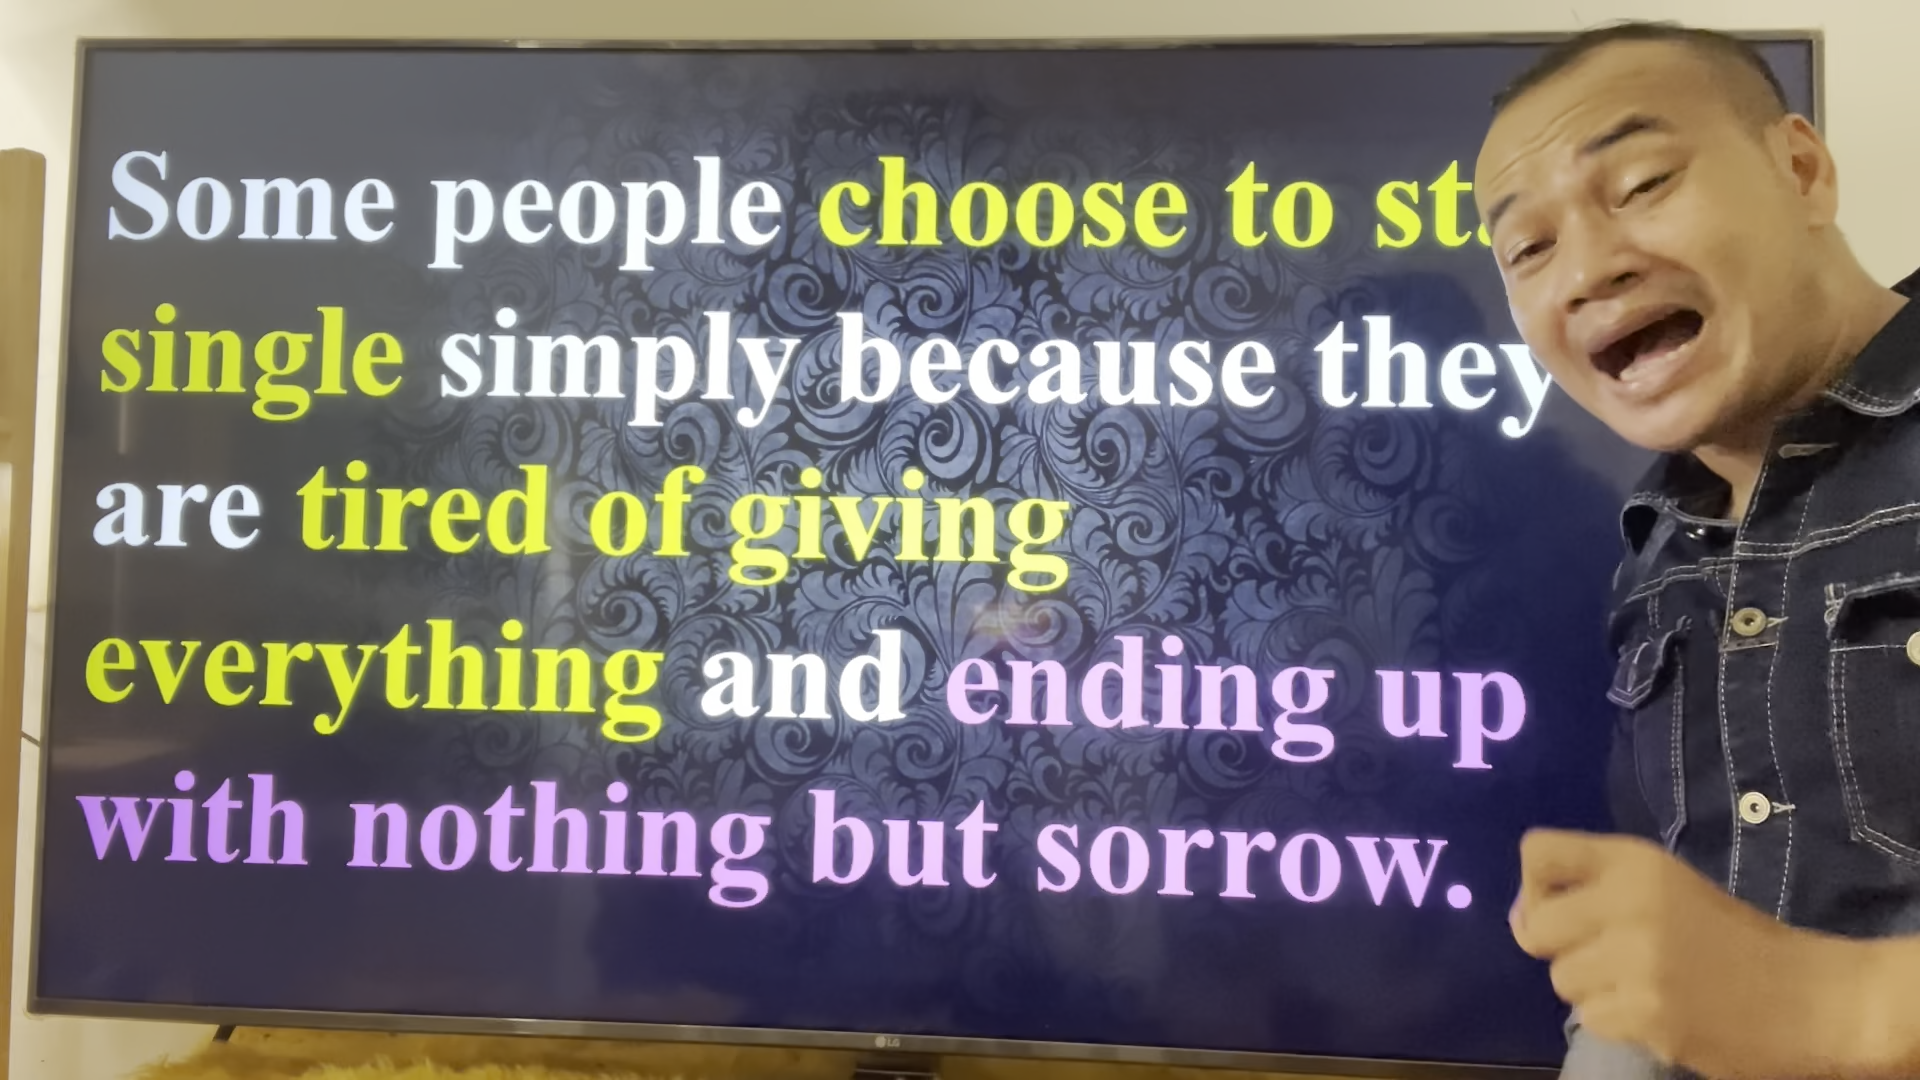 Some people choose to
single simply because they
are tired of giving
everything and ending up
with nothing but sorrow.
LG